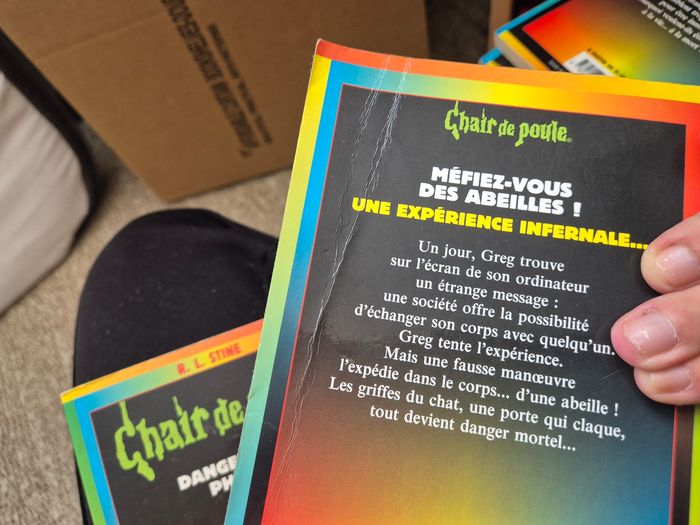 Chair de poule®
MÉFIEZ-VOUS
DES ABEILLES !
UNE EXPÉRIENCE INFERNALE...
Un jour, Greg trouve
sur l'écran de son ordinateur
un étrange message :
une société offre la possibilité
d'échanger son corps avec quelqu'un.
Greg tente l'expérience.
Mais une fausse manœuvre
l'expédie dans le corps... d'une abeille !
Les griffes du chat, une porte qui claque,
tout devient danger mortel...
R. L. STINE
Chair de